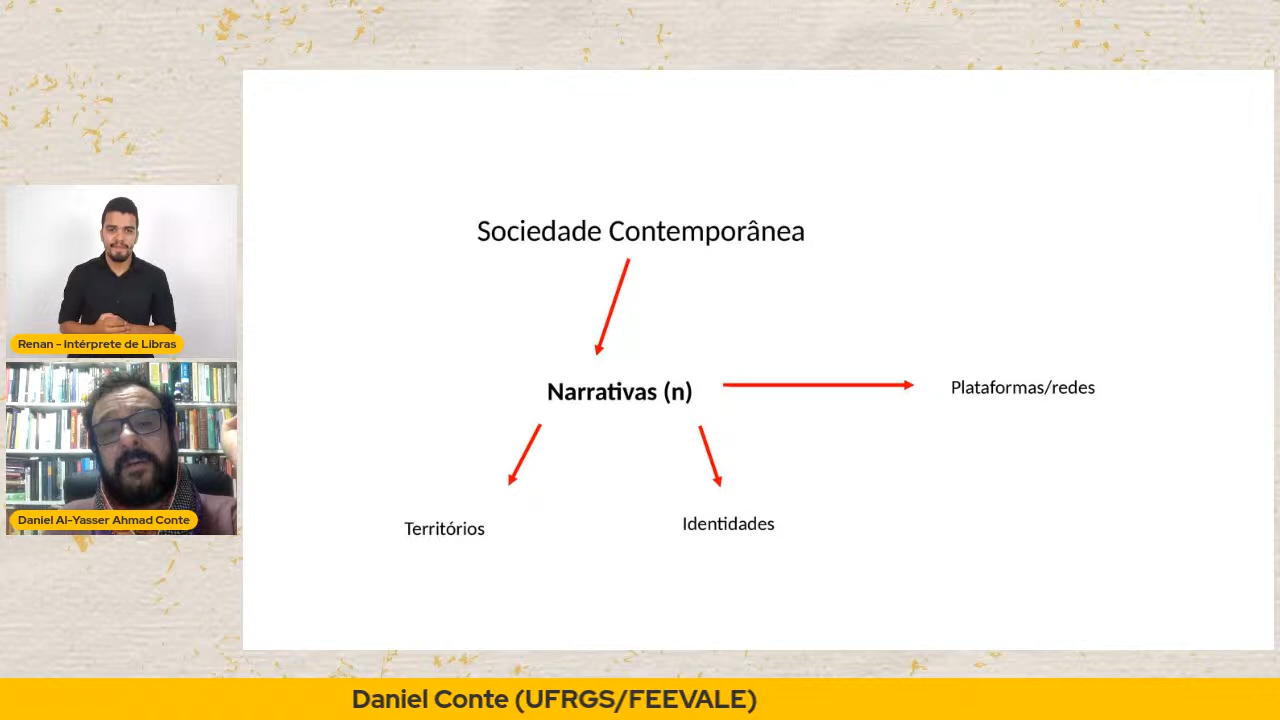 Sociedade Contemporânea
Narrativas (n)
Plataformas/redes
Territórios
Identidades
Renan - Intérprete de Libras
Daniel Al-Yasser Ahmad Conte
Daniel Conte (UFRGS/FEEVALE)